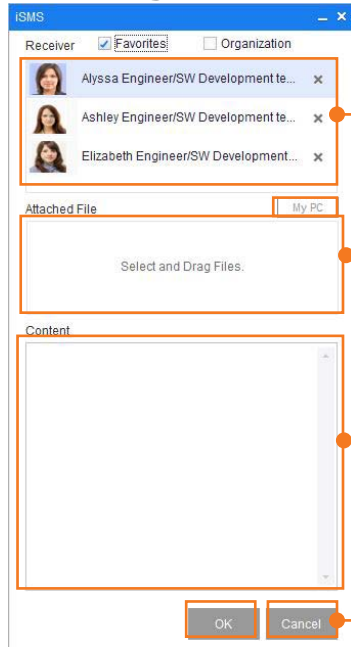 iSMS
Receiver Favorites Organization
Alyssa Engineer/SW Development te...
Ashley Engineer/SW Development te...
Elizabeth Engineer/SW Development...
Attached File My PC
Select and Drag Files.
Content
OK Cancel